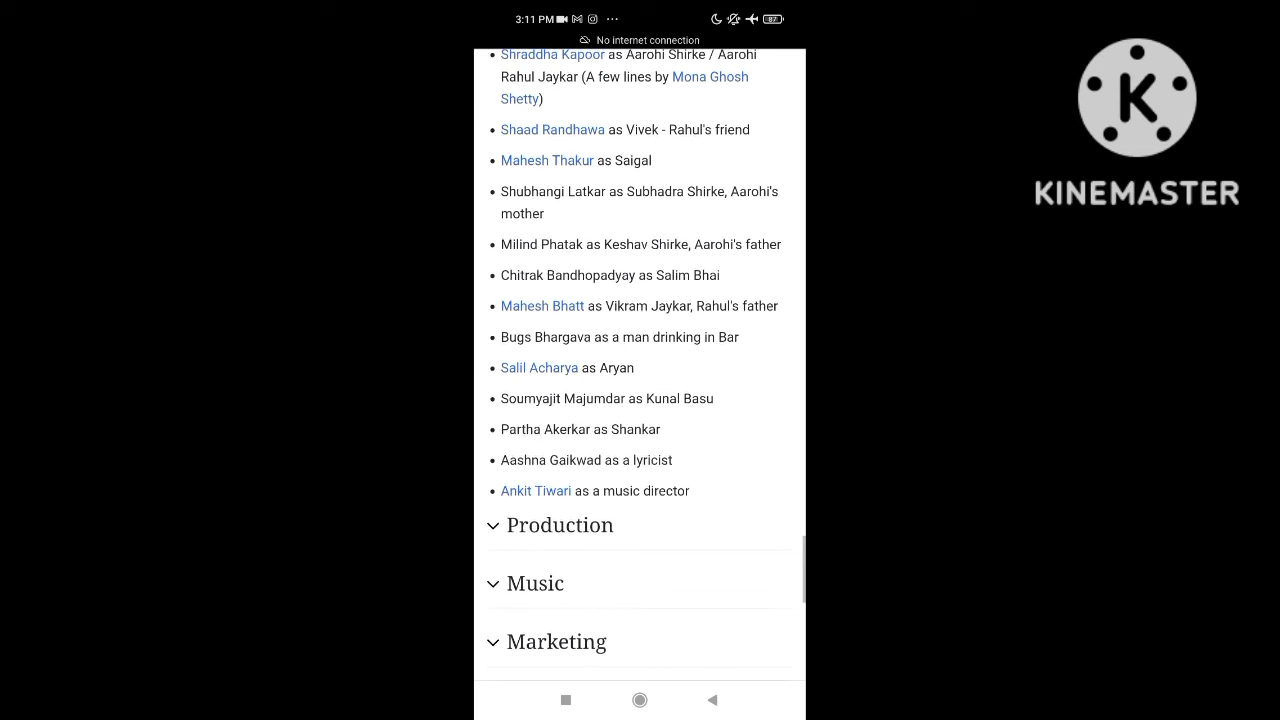 3:11 PM
87
No internet connection
K
KINEMASTER
• Shraddha Kapoor as Aarohi Shirke / Aarohi
Rahul Jaykar (A few lines by Mona Ghosh
Shetty)
• Shaad Randhawa as Vivek - Rahul's friend
• Mahesh Thakur as Saigal
• Shubhangi Latkar as Subhadra Shirke, Aarohi's
mother
• Milind Phatak as Keshav Shirke, Aarohi's father
• Chitrak Bandhopadyay as Salim Bhai
• Mahesh Bhatt as Vikram Jaykar, Rahul's father
• Bugs Bhargava as a man drinking in Bar
• Salil Acharya as Aryan
• Soumyajit Majumdar as Kunal Basu
• Partha Akerkar as Shankar
• Aashna Gaikwad as a lyricist
• Ankit Tiwari as a music director
Production
Music
Marketing